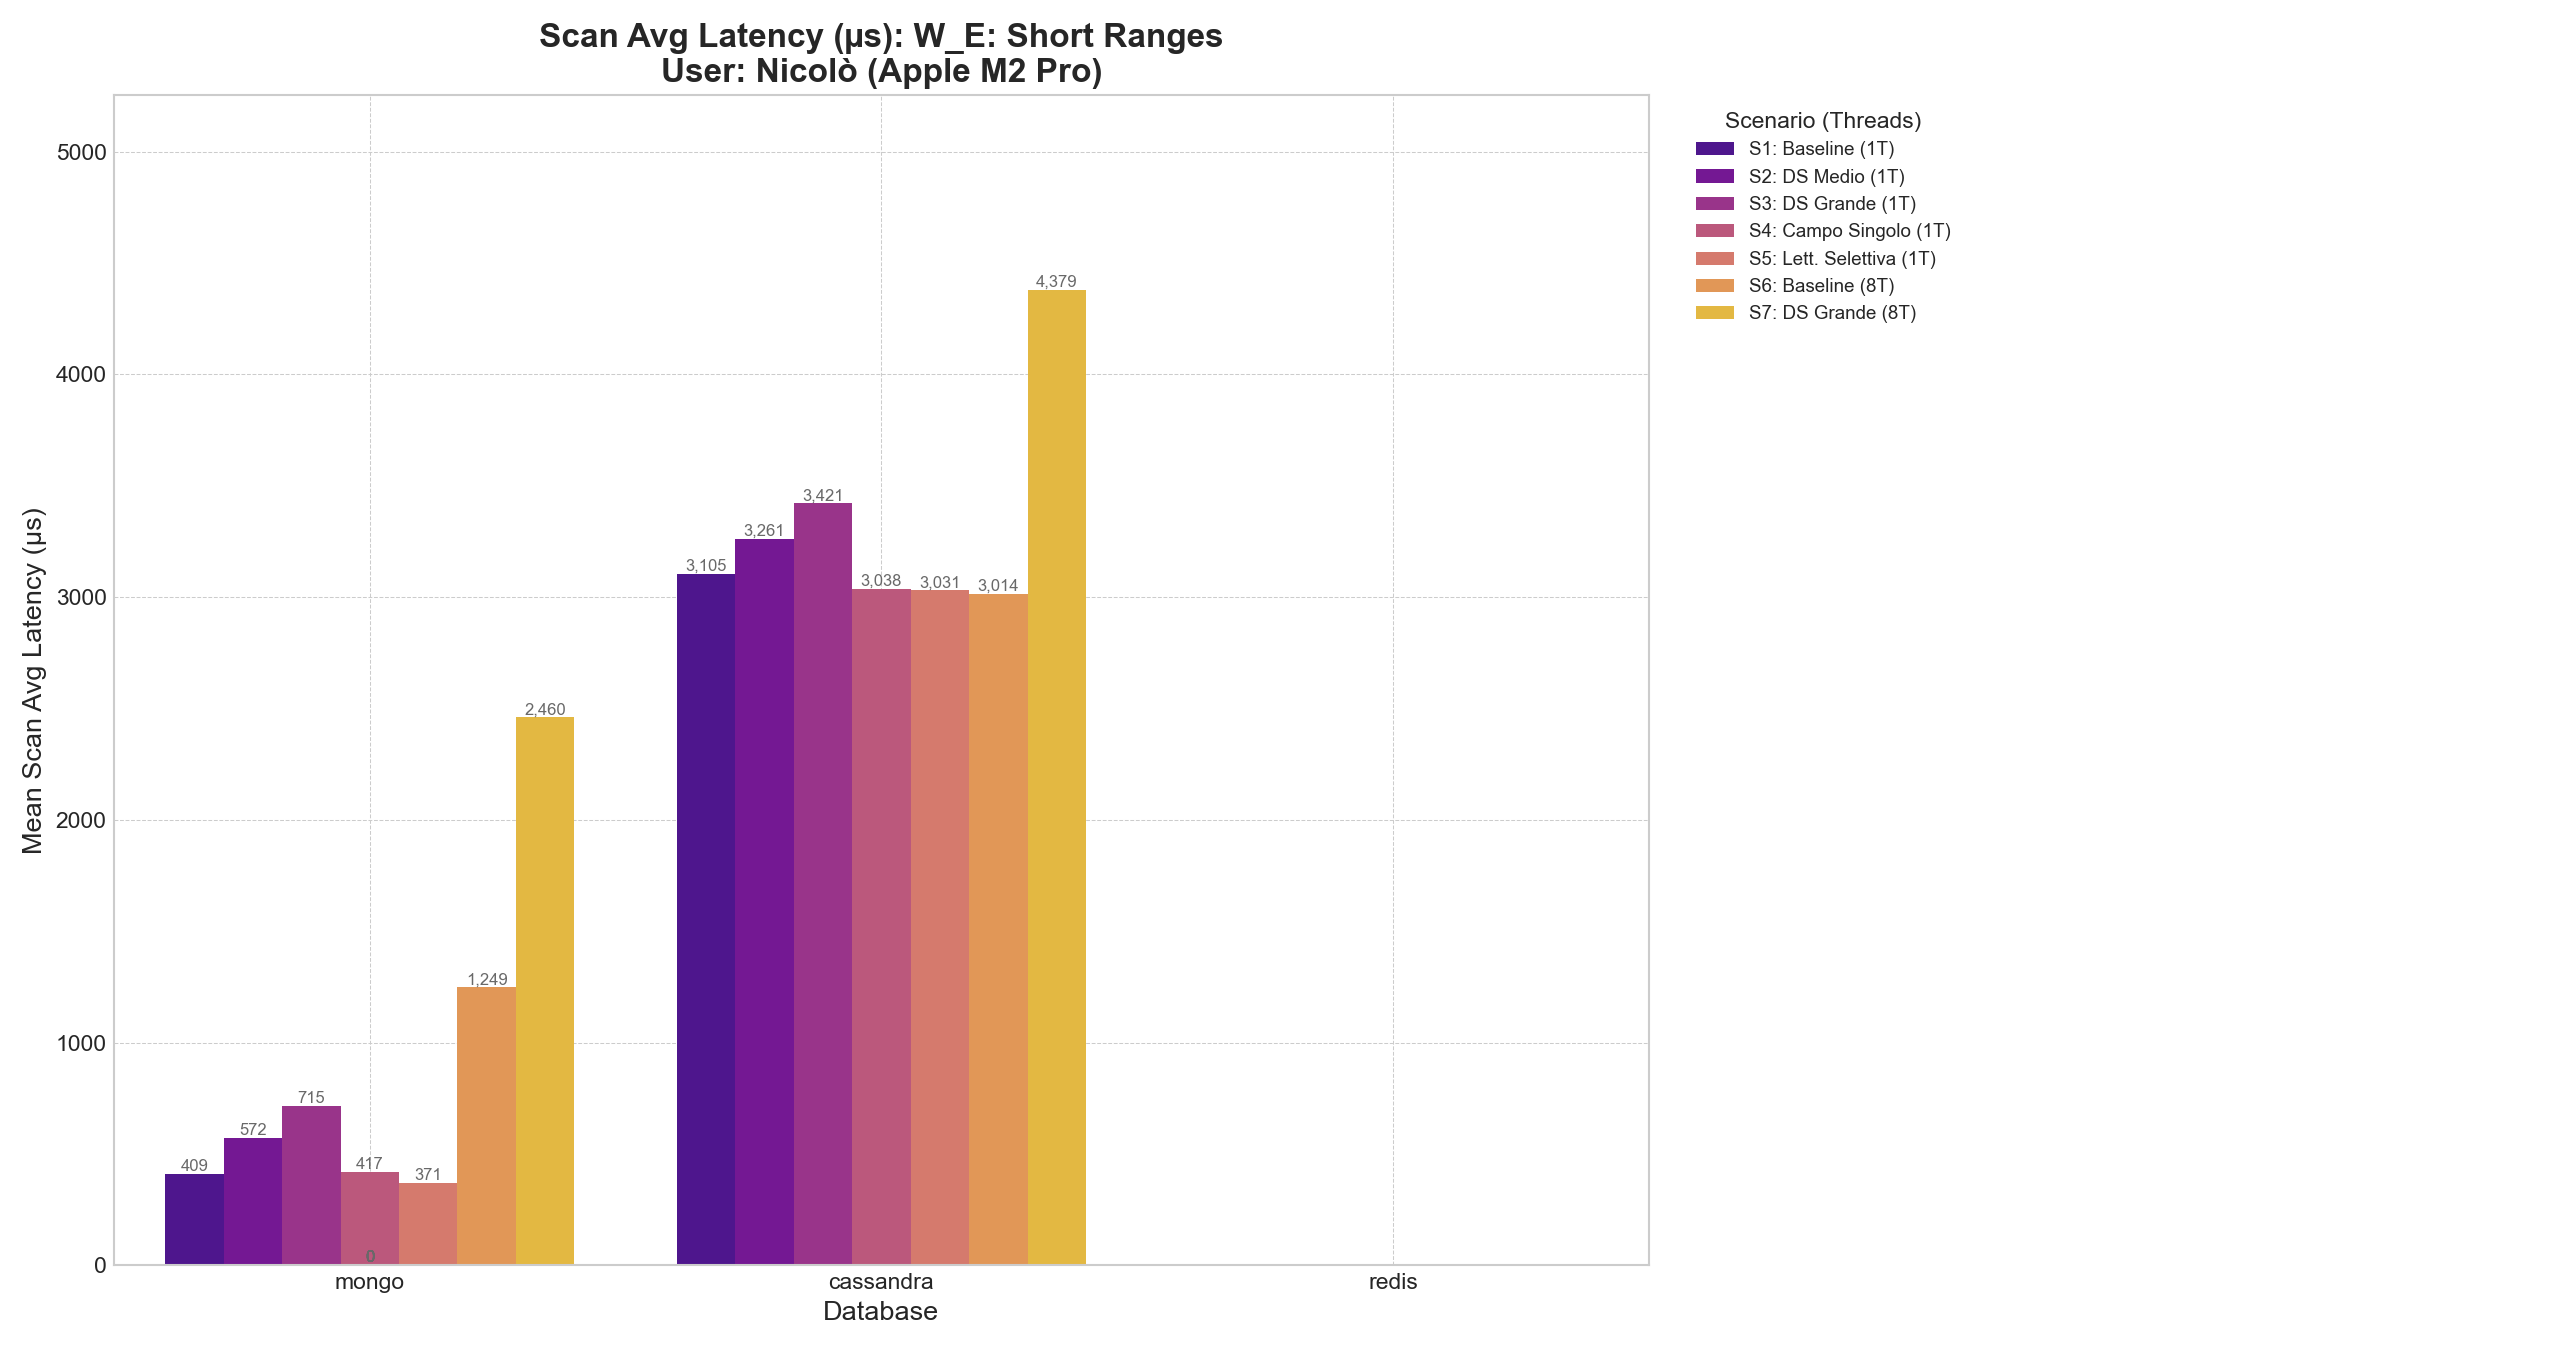 Scan Avg Latency (µs): W_E: Short Ranges
User: Nicolò (Apple M2 Pro)
Mean Scan Avg Latency (µs)
5000
4000
3000
2000
1000
0
409
572
715
417
371
1,249
2,460
0
3,105
3,261
3,421
3,038
3,031
3,014
4,379
mongo
cassandra
redis
Database
Scenario (Threads)
S1: Baseline (1T)
S2: DS Medio (1T)
S3: DS Grande (1T)
S4: Campo Singolo (1T)
S5: Lett. Selettiva (1T)
S6: Baseline (8T)
S7: DS Grande (8T)